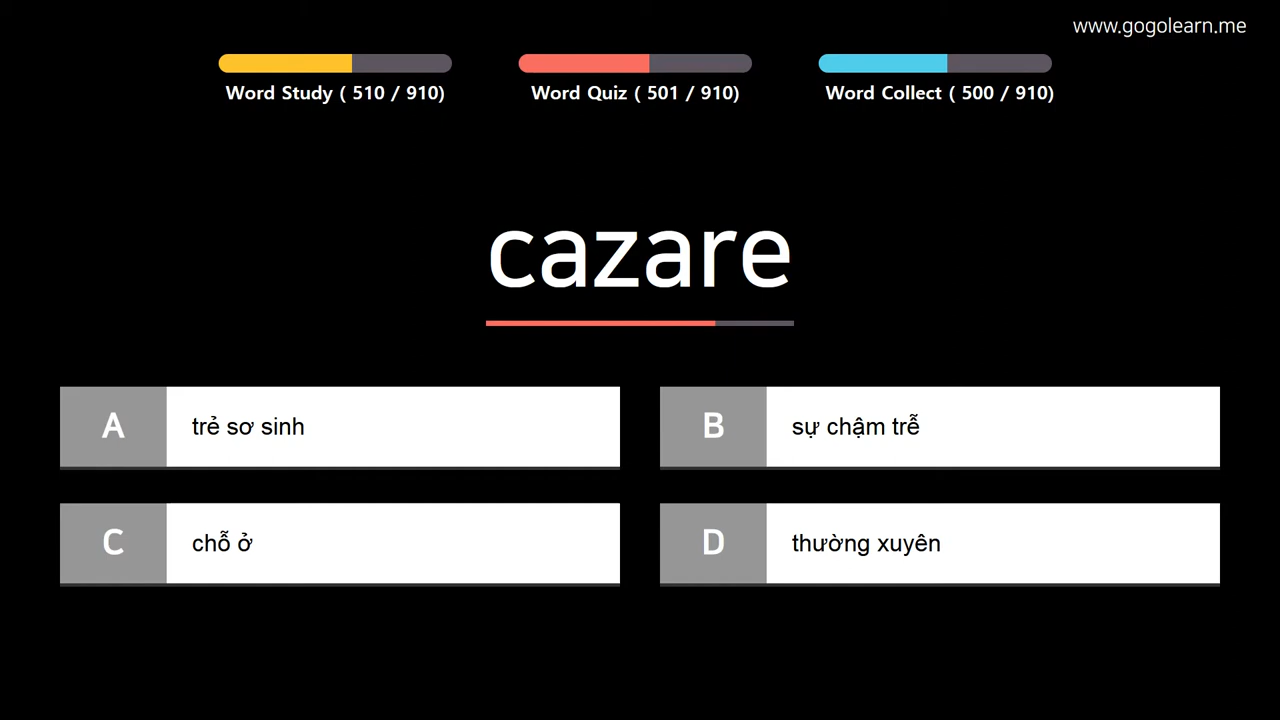 www.gogolearn.me
Word Study ( 510 / 910)
Word Quiz ( 501 / 910)
Word Collect ( 500 / 910)
cazare
A
trẻ sơ sinh
B
sự chậm trễ
C
chỗ ở
D
thường xuyên